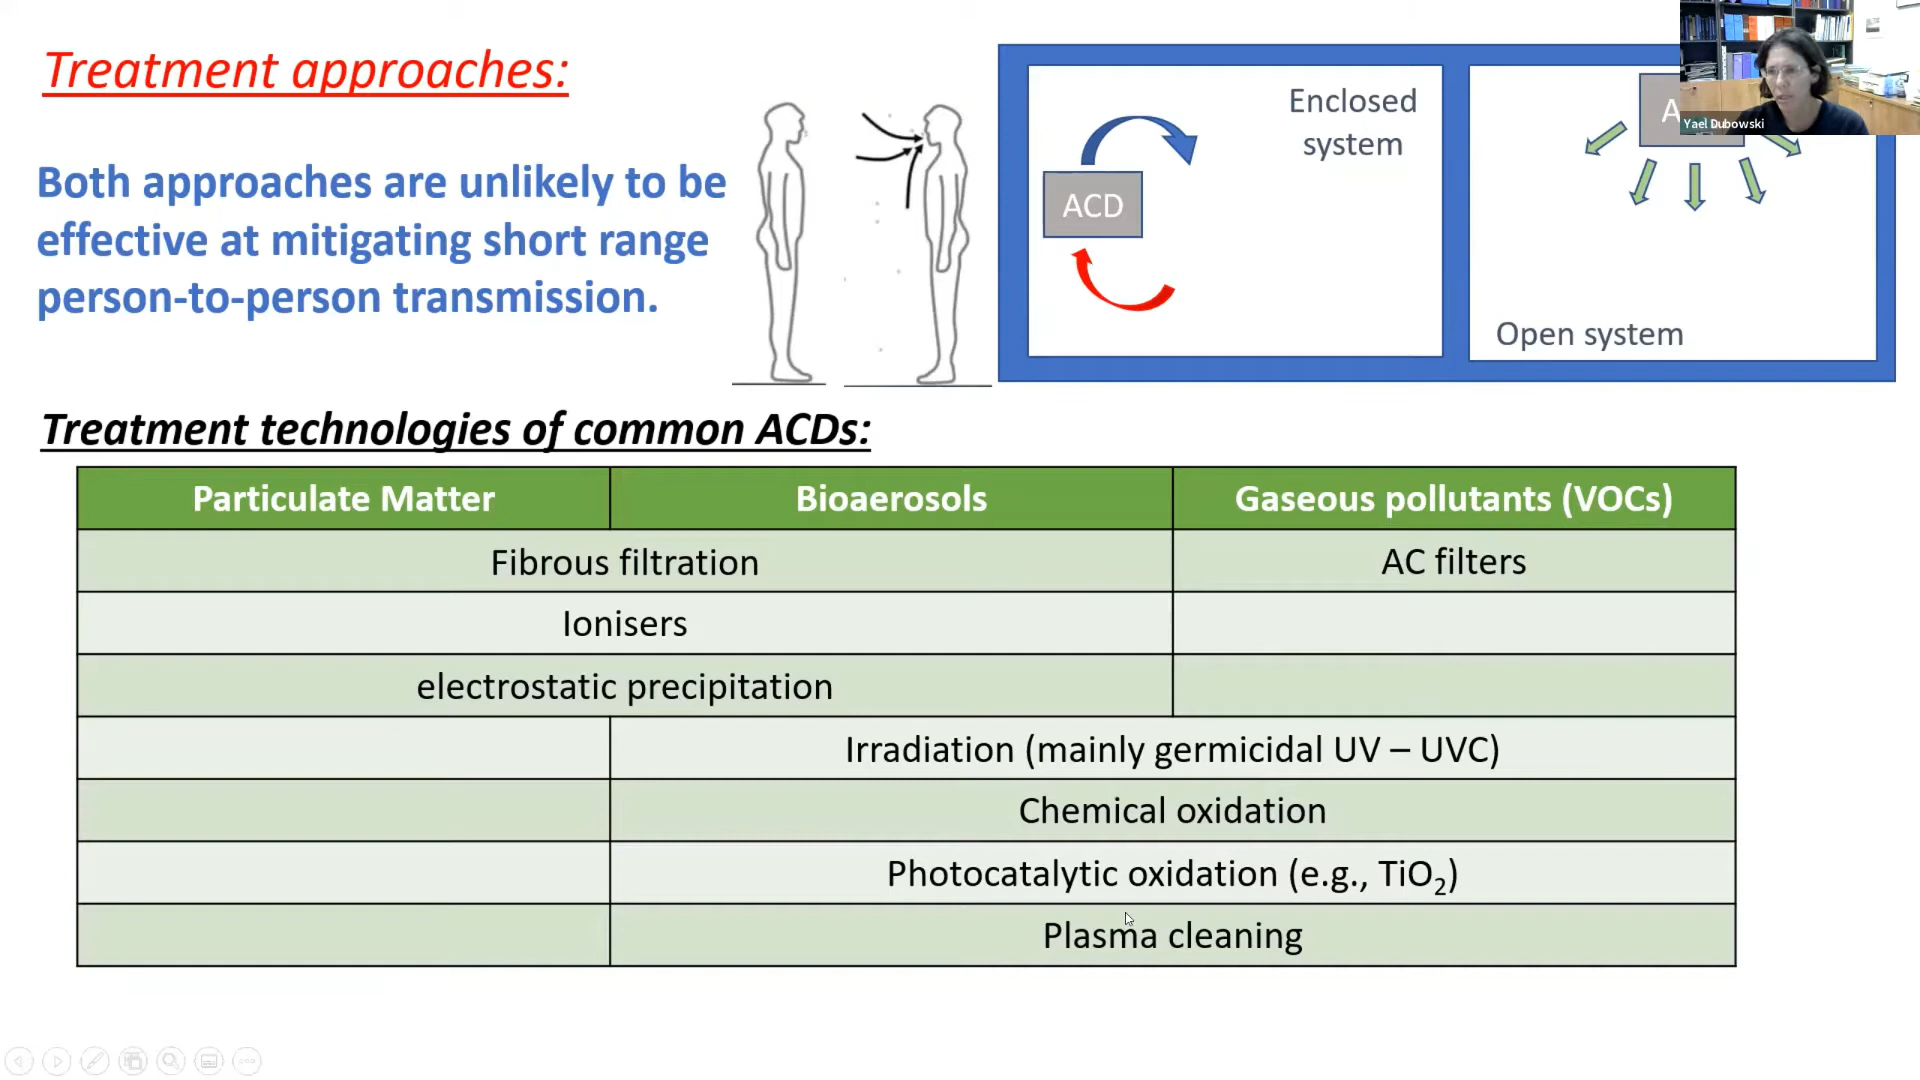 Treatment approaches:
Both approaches are unlikely to be
effective at mitigating short range
person-to-person transmission.
Enclosed
system
ACD
Open system
Yael Dubowski
Treatment technologies of common ACDs:
Particulate Matter
Bioaerosols
Gaseous pollutants (VOCs)
Fibrous filtration
AC filters
Ionisers
electrostatic precipitation
Irradiation (mainly germicidal UV – UVC)
Chemical oxidation
Photocatalytic oxidation (e.g., TiO₂)
Plasma cleaning